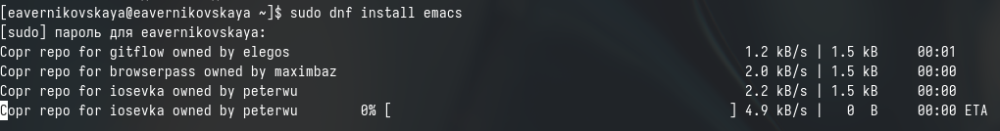 [eavernikovskaya@eavernikovskaya ~]$ sudo dnf install emacs
[sudo] пароль для eavernikovskaya:
Copr repo for gitflow owned by elegos 1.2 kB/s | 1.5 kB 00:01
Copr repo for browserpass owned by maximbaz 2.0 kB/s | 1.5 kB 00:00
Copr repo for iosevka owned by peterwu 2.2 kB/s | 1.5 kB 00:00
Copr repo for iosevka owned by peterwu 0% [ ] 4.9 kB/s | 0 B 00:00 ETA